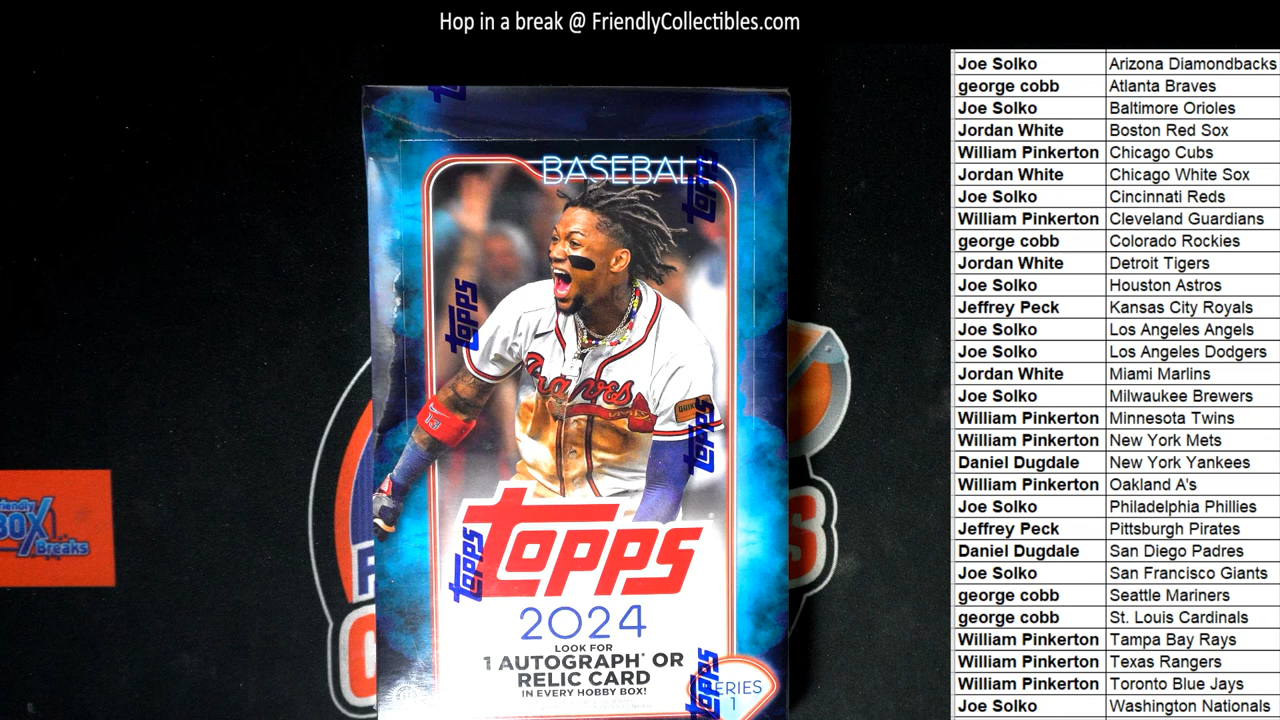 Hop in a break @ FriendlyCollectibles.com
Joe Solko Arizona Diamondbacks
george cobb Atlanta Braves
Joe Solko Baltimore Orioles
Jordan White Boston Red Sox
William Pinkerton Chicago Cubs
Jordan White Chicago White Sox
Joe Solko Cincinnati Reds
William Pinkerton Cleveland Guardians
george cobb Colorado Rockies
Jordan White Detroit Tigers
Joe Solko Houston Astros
Jeffrey Peck Kansas City Royals
Joe Solko Los Angeles Angels
Joe Solko Los Angeles Dodgers
Jordan White Miami Marlins
Joe Solko Milwaukee Brewers
William Pinkerton Minnesota Twins
William Pinkerton New York Mets
Daniel Dugdale New York Yankees
William Pinkerton Oakland A's
Joe Solko Philadelphia Phillies
Jeffrey Peck Pittsburgh Pirates
Daniel Dugdale San Diego Padres
Joe Solko San Francisco Giants
george cobb Seattle Mariners
george cobb St. Louis Cardinals
William Pinkerton Tampa Bay Rays
William Pinkerton Texas Rangers
William Pinkerton Toronto Blue Jays
Joe Solko Washington Nationals
BASEBALL
topps
topps
Braves
13
topps
topps
topps
2024
LOOK FOR
1 AUTOGRAPH* OR
RELIC CARD
IN EVERY HOBBY BOX!
topps
SERIES
1
BOX
Breaks